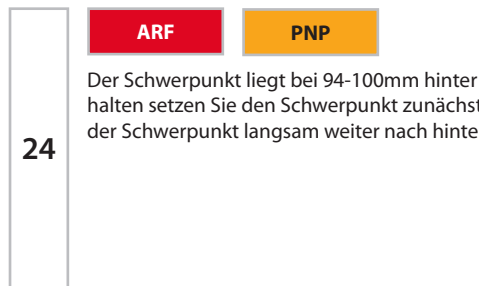 ARF PNP
Der Schwerpunkt liegt bei 94-100mm hinter
halten setzen Sie den Schwerpunkt zunächst
der Schwerpunkt langsam weiter nach hinte
24